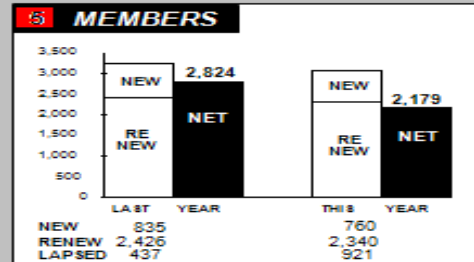 6 MEMBERS
3,500
3,000
2,500
2,000
1,500
1,000
500
0
NEW
RE
NEW
2,824
NET
NEW
RE
NEW
2,179
NET
LAST YEAR THIS YEAR
NEW 835 760
RENEW 2,426 2,340
LAPSED 437 921